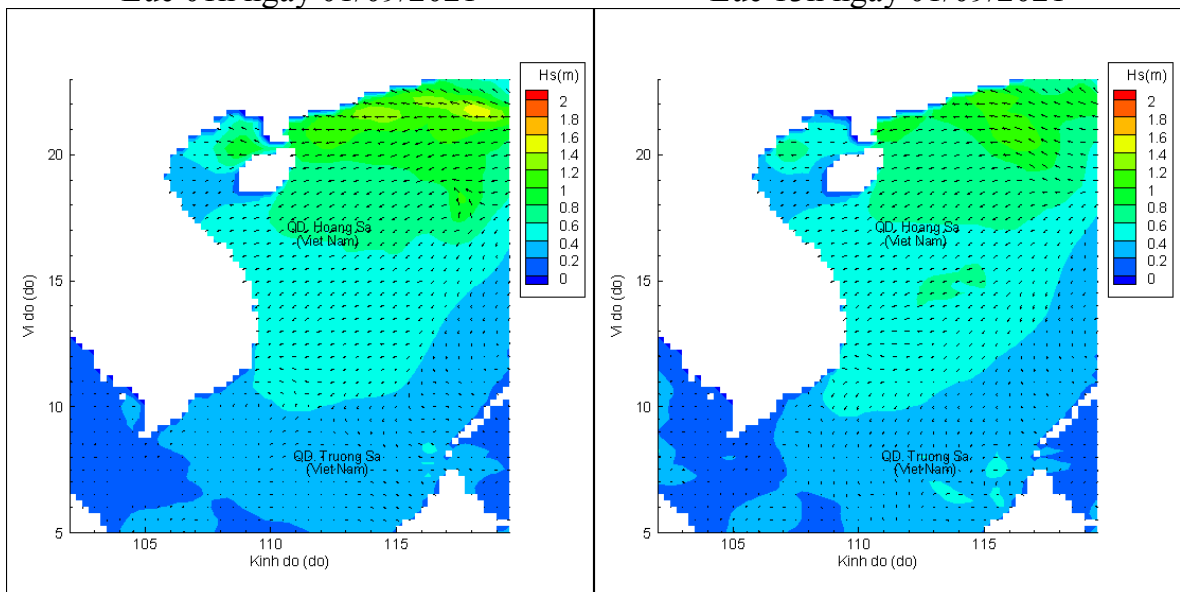 Lúc 01h ngày 01/09/2021
Hs(m)
2
1.8
1.6
1.4
1.2
1
0.8
0.6
0.4
0.2
0
20
15
10
5
Vi do (do)
QD. Hoang Sa
(Viet Nam)
QD. Truong Sa
(Viet Nam)
105 110 115
Kinh do (do)
Lúc 13h ngày 01/09/2021
Hs(m)
2
1.8
1.6
1.4
1.2
1
0.8
0.6
0.4
0.2
0
20
15
10
5
Vi do (do)
QD. Hoang Sa
(Viet Nam)
QD. Truong Sa
(Viet Nam)
105 110 115
Kinh do (do)